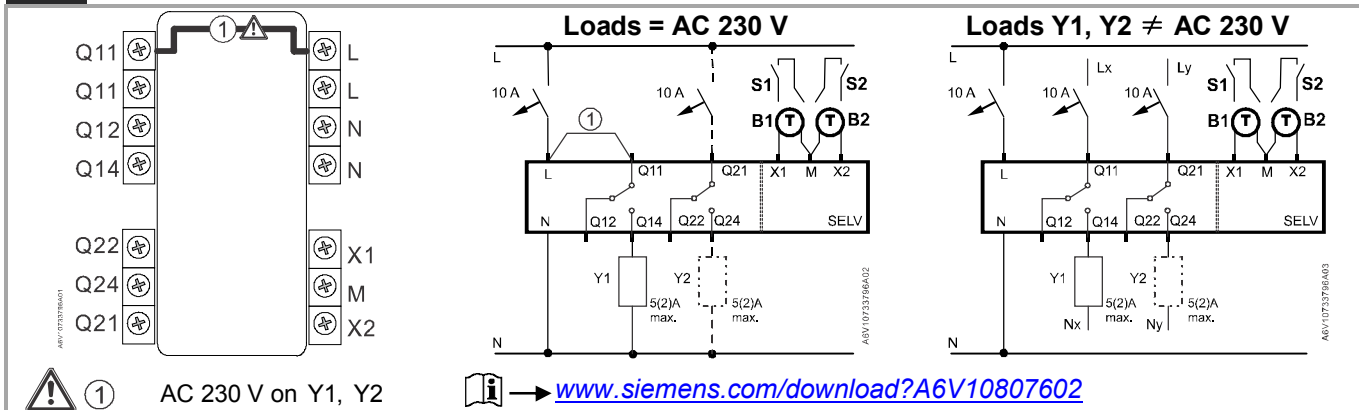 ① ⚠
Q11 L
Q11 L
Q12 N
Q14 N
Q22 X1
Q24 M
Q21 X2
A6V10733796A01
⚠ ① AC 230 V on Y1, Y2
Loads = AC 230 V
L
10 A 10 A S1 S2
① B1 T T B2
L Q11 Q21 X1 M X2
N Q12 Q14 Q22 Q24 SELV
Y1 Y2
5(2)A 5(2)A
max. max.
N
A6V10733796A02
Loads Y1, Y2 ≠ AC 230 V
L Lx Ly
10 A 10 A 10 A S1 S2
B1 T T B2
L Q11 Q21 X1 M X2
N Q12 Q14 Q22 Q24 SELV
Y1 Y2
5(2)A 5(2)A
max. max.
Nx Ny
N
A6V10733796A03
i → www.siemens.com/download?A6V10807602